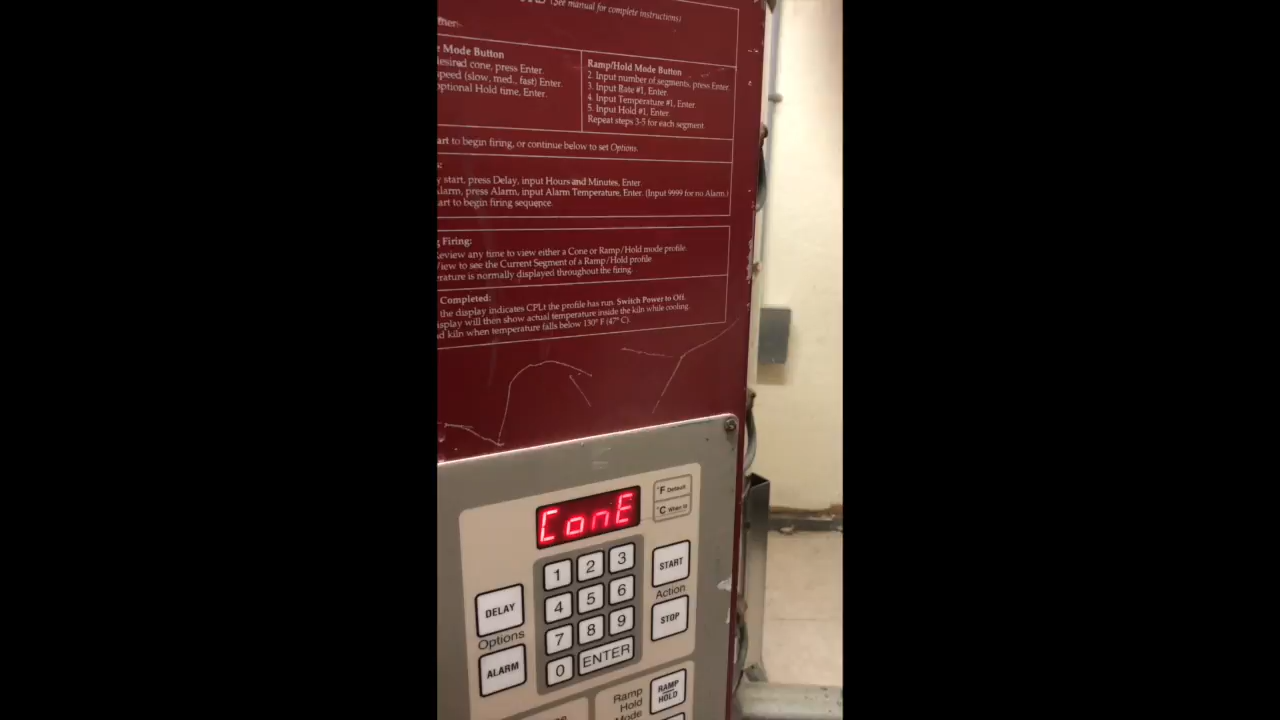 (See manual for complete instructions)
Mode Button
desired cone, press Enter.
speed (slow, med., fast) Enter.
optional Hold time, Enter.
Ramp/Hold Mode Button
2. Input number of segments, press Enter.
3. Input Rate #1, Enter.
4. Input Temperature #1, Enter.
5. Input Hold #1, Enter.
Repeat steps 3-5 for each segment.
art to begin firing, or continue below to set Options.
start, press Delay, input Hours and Minutes, Enter.
larm, press Alarm, input Alarm Temperature, Enter. (Input 9999 for no Alarm.)
art to begin firing sequence.
Firing:
eview any time to view either a Cone or Ramp/Hold mode profile.
iew to see the Current Segment of a Ramp/Hold profile
rature is normally displayed throughout the firing.
Completed:
the display indicates CPLt the profile has run. Switch Power to Off.
isplay will then show actual temperature inside the kiln while cooling.
d kiln when temperature falls below 130° F (47° C).
ConE
°F Default
°C When lit
1 2 3
4 5 6
7 8 9
0 ENTER
DELAY
Options
ALARM
START
Action
STOP
Ramp
Hold
Mode
RAMP
HOLD